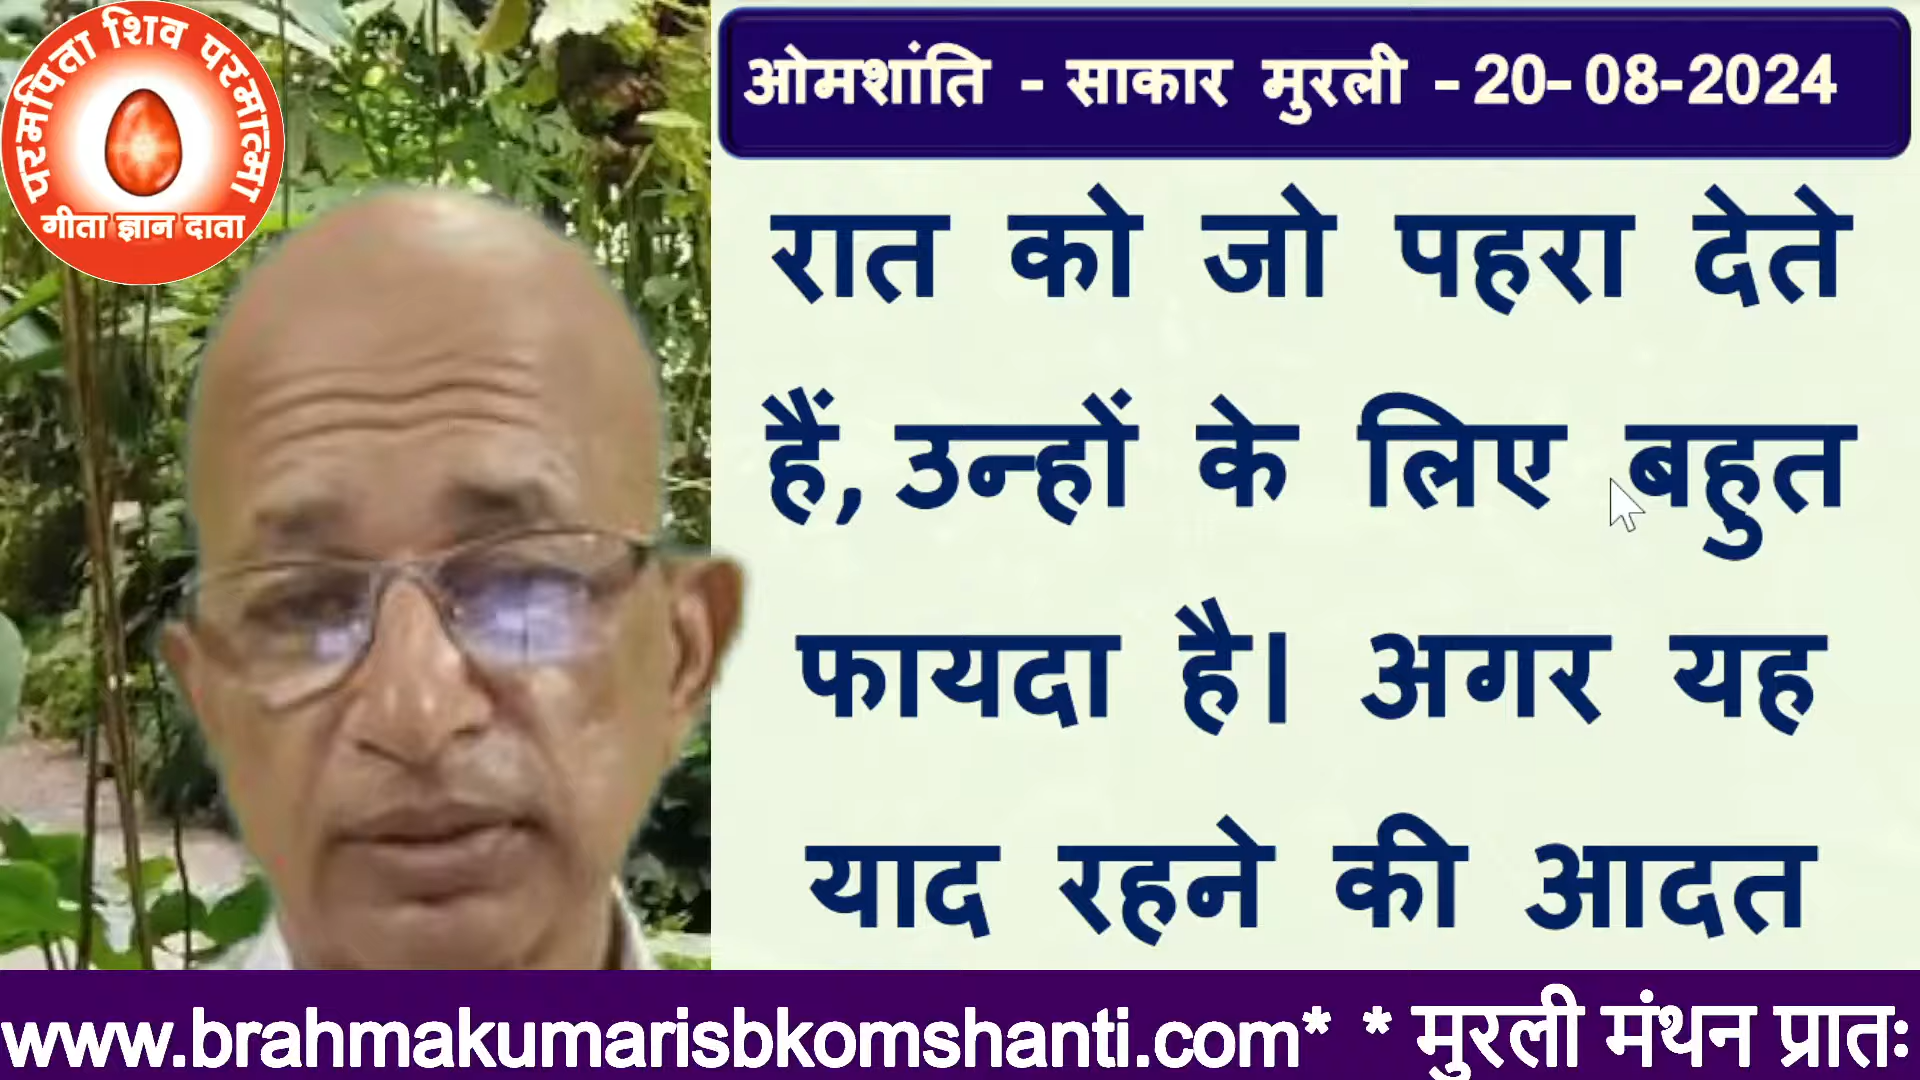 परमपिता शिव परमात्मा
गीता ज्ञान दाता
ओमशांति - साकार मुरली - 20- 08-2024
रात को जो पहरा देते
हैं, उन्हों के लिए बहुत
फायदा है। अगर यह
याद रहने की आदत
www.brahmakumarisbkomshanti.com* * मुरली मंथन प्रातः